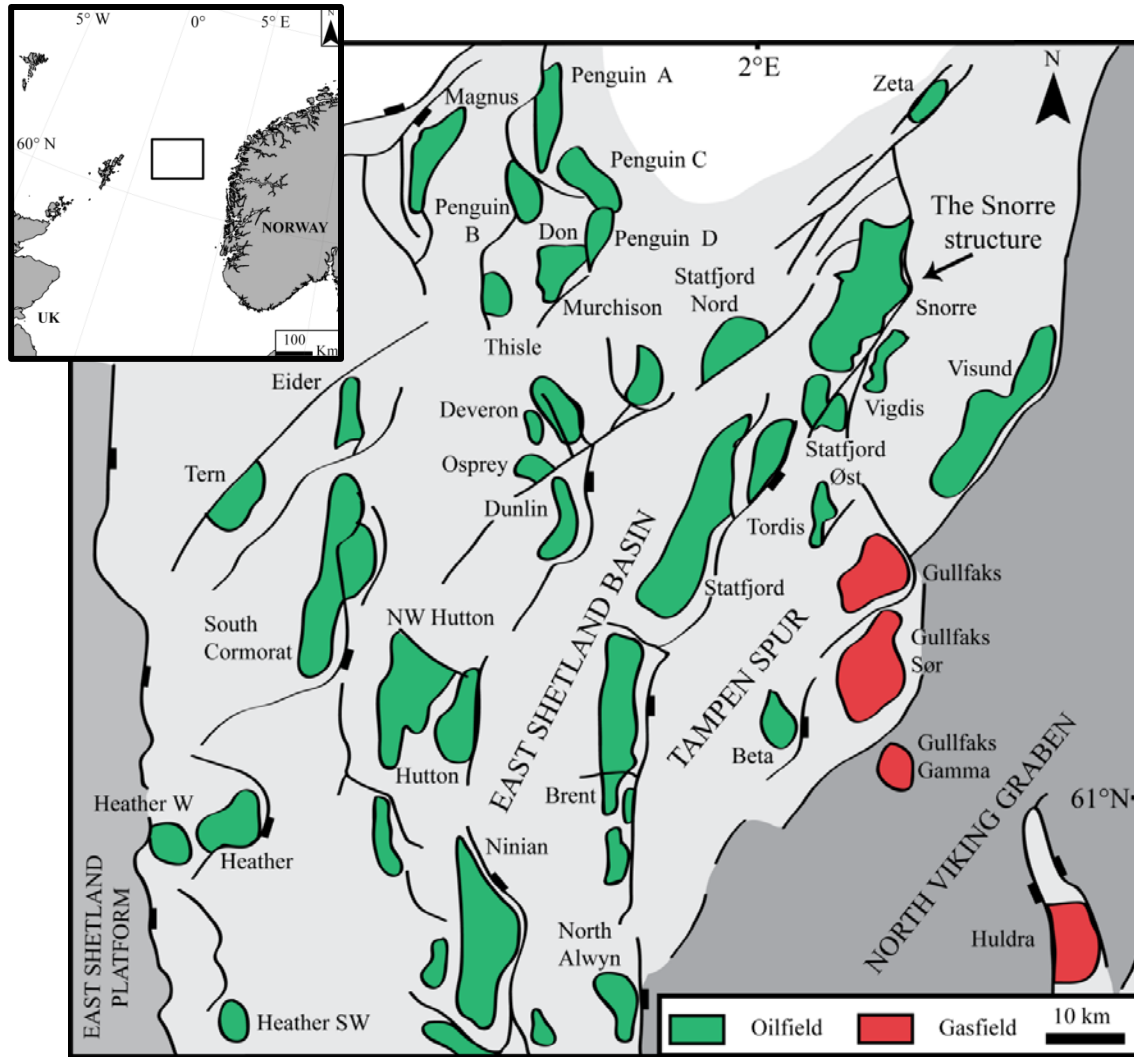 5° W
0°
5° E
N
60° N
NORWAY
UK
100
Km
2°E
N
Penguin A
Magnus
Zeta
Penguin C
Penguin
B
Don
Penguin D
The Snorre
structure
Statfjord
Nord
Murchison
Snorre
Thisle
Eider
Visund
Deveron
Vigdis
Statfjord
Øst
Osprey
Tern
Dunlin
Tordis
Statfjord
Gullfaks
NW Hutton
South
Cormorat
Gullfaks
Sør
EAST SHETLAND BASIN
TAMPEN SPUR
Beta
Gullfaks
Gamma
Hutton
Brent
Heather W
61°N
Heather
Ninian
NORTH VIKING GRABEN
EAST SHETLAND
PLATFORM
North
Alwyn
Huldra
Heather SW
Oilfield
Gasfield
10 km